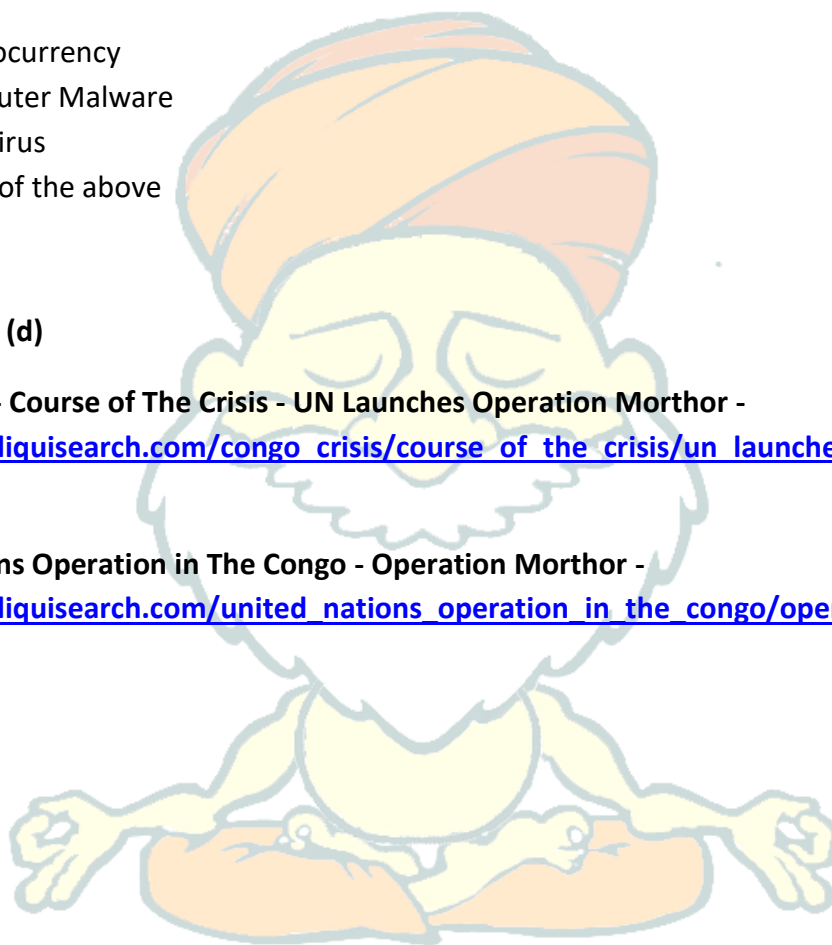 ocurrency
uter Malware
irus
of the above
(d)
- Course of The Crisis - UN Launches Operation Morthor -
liquisearch.com/congo_crisis/course_of_the_crisis/un_launche
ns Operation in The Congo - Operation Morthor -
liquisearch.com/united_nations_operation_in_the_congo/oper